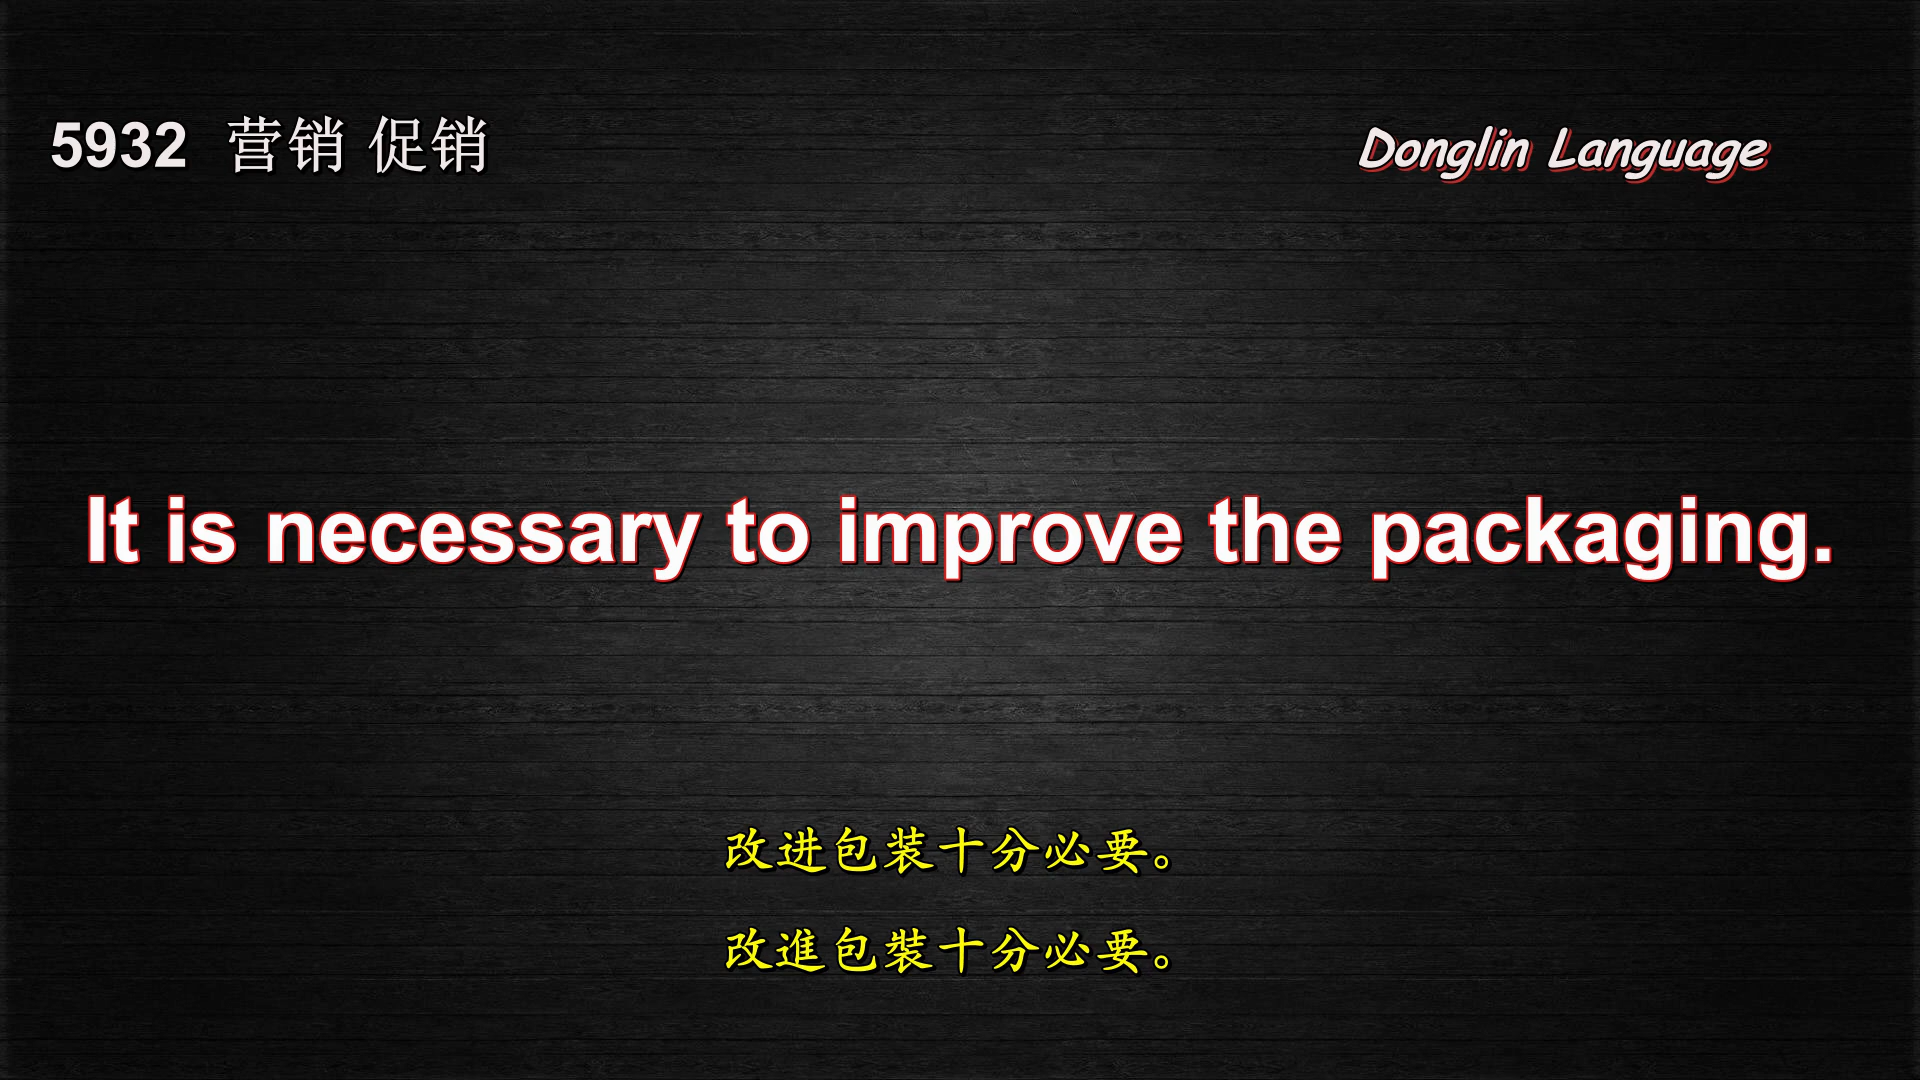 5932 营销 促销
Donglin Language
It is necessary to improve the packaging.
改进包装十分必要。
改進包裝十分必要。